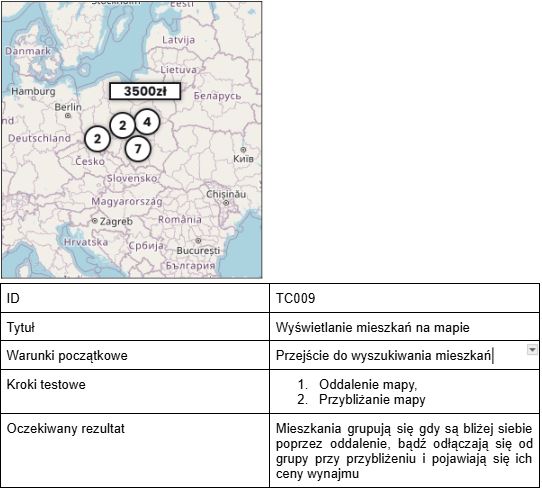 Stockholm
Eesti
Latvija
Danmark
Lietuva
3500zł
Hamburg
Беларусь
Berlin
2
4
nd
Deutschland
2
7
Česko
Київ
Slovensko
Chișinău
Magyarország
Zagreb
România
Hrvatska
Србија
București
България
ID
TC009
Tytuł
Wyświetlanie mieszkań na mapie
Warunki początkowe
Przejście do wyszukiwania mieszkań
Kroki testowe
1. Oddalenie mapy,
2. Przybliżanie mapy
Oczekiwany rezultat
Mieszkania grupują się gdy są bliżej siebie
poprzez oddalenie, bądź odłączają się od
grupy przy przybliżeniu i pojawiają się ich
ceny wynajmu